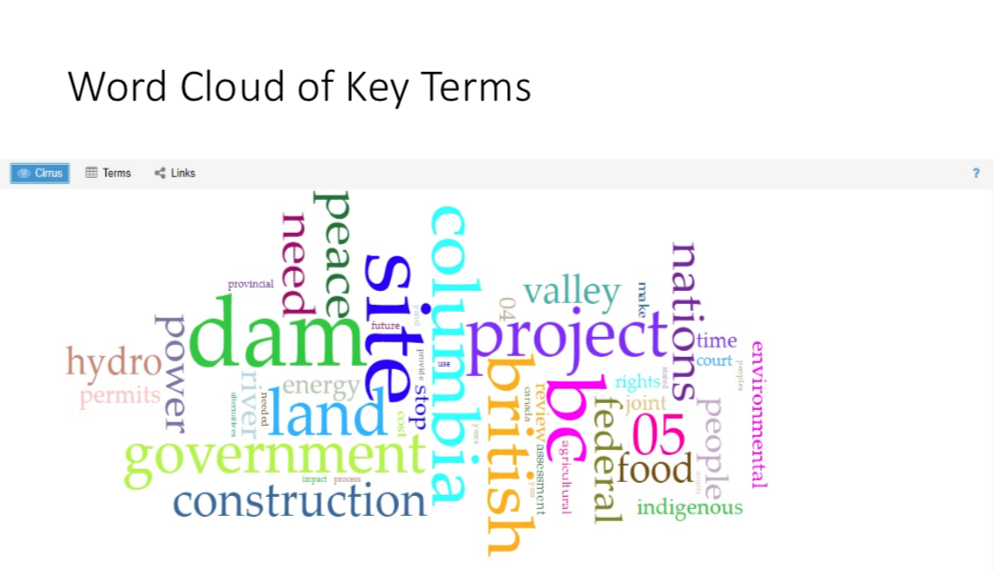 Word Cloud of Key Terms
Cirrus
Terms
Links
?
peace
need
columbia
site
nations
provincial
valley
make
04
dam
future
project
time
power
hydro
provide
use
court
environmental
permits
river
energy
british
bc
rights
joint
alternatives
needed
land
cost
stop
canada
review
federal
05
people
government
years
assessment
agricultural
food
impact
process
construction
indigenous